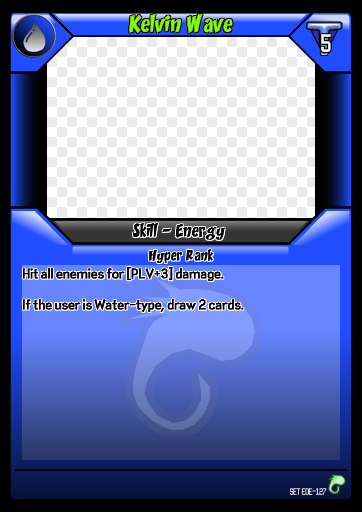 Kelvin Wave
5
Skill - Energy
Hyper Rank
Hit all enemies for [PLV+3] damage.
If the user is Water-type, draw 2 cards.
SET EDE-127